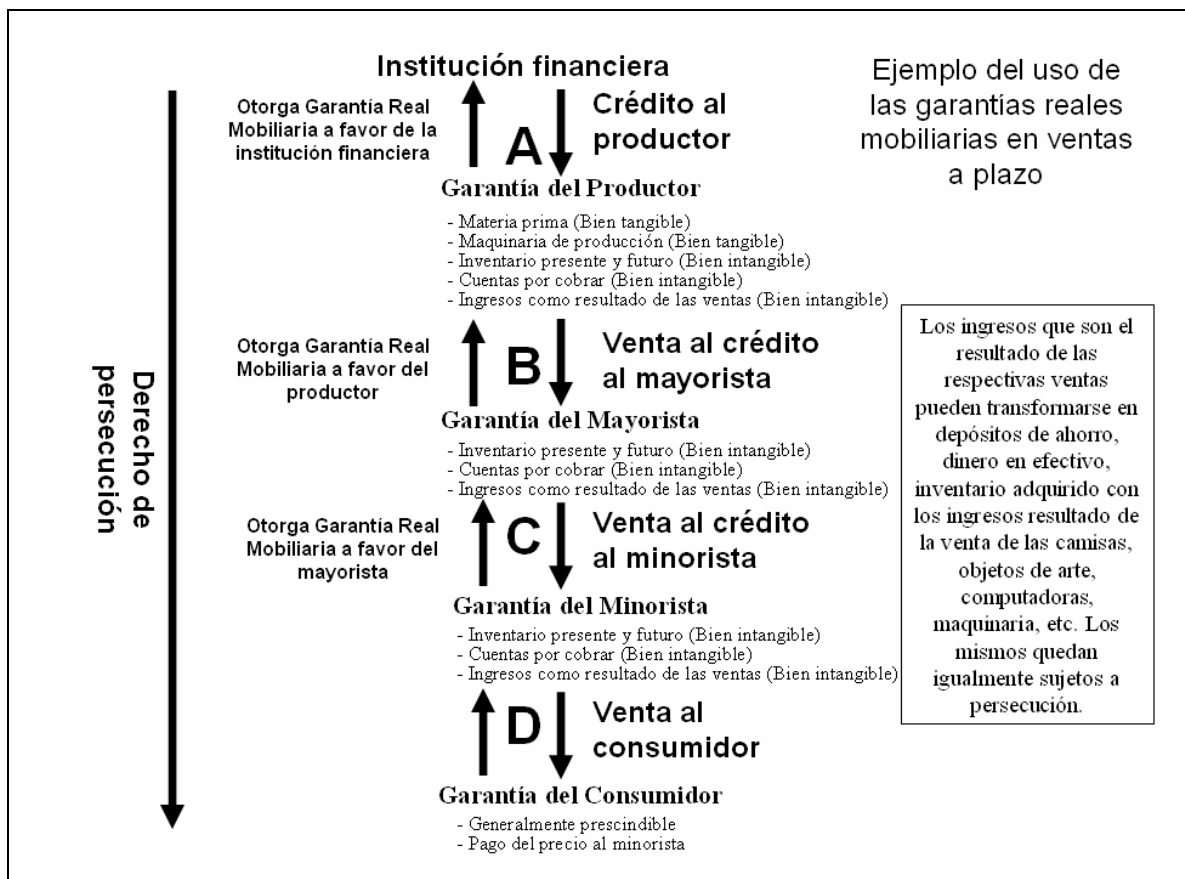 Institución financiera
Ejemplo del uso de
las garantías reales
mobiliarias en ventas
a plazo
Otorga Garantía Real
Mobiliaria a favor de la
institución financiera
A
Crédito al
productor
Garantía del Productor
- Materia prima (Bien tangible)
- Maquinaria de producción (Bien tangible)
- Inventario presente y futuro (Bien intangible)
- Cuentas por cobrar (Bien intangible)
- Ingresos como resultado de las ventas (Bien intangible)
Otorga Garantía Real
Mobiliaria a favor del
productor
B
Venta al crédito
al mayorista
Garantía del Mayorista
- Inventario presente y futuro (Bien intangible)
- Cuentas por cobrar (Bien intangible)
- Ingresos como resultado de las ventas (Bien intangible)
Otorga Garantía Real
Mobiliaria a favor del
mayorista
C
Venta al crédito
al minorista
Garantía del Minorista
- Inventario presente y futuro (Bien intangible)
- Cuentas por cobrar (Bien intangible)
- Ingresos como resultado de las ventas (Bien intangible)
D
Venta al
consumidor
Garantía del Consumidor
- Generalmente prescindible
- Pago del precio al minorista
Derecho de
persecución
Los ingresos que son el
resultado de las
respectivas ventas
pueden transformarse en
depósitos de ahorro,
dinero en efectivo,
inventario adquirido con
los ingresos resultado de
la venta de las camisas,
objetos de arte,
computadoras,
maquinaria, etc. Los
mismos quedan
igualmente sujetos a
persecución.